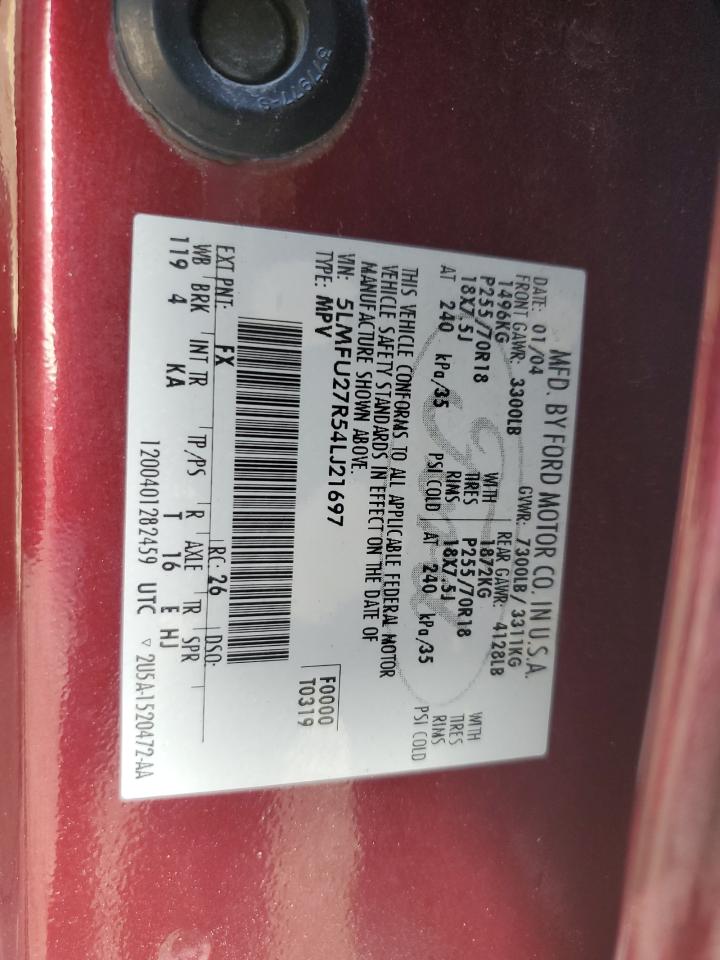 577977-S
MFD. BY FORD MOTOR CO. IN U.S.A.
DATE: 01/04 GVWR: 7300LB/3311KG
FRONT GAWR: 3300LB REAR GAWR: 4128LB
1496KG WITH 1872KG WITH
P255/70R18 TIRES P255/70R18 TIRES
18X7.5J RIMS 18X7.5J RIMS
AT 240 kPa/35 PSI COLD AT 240 kPa/35 PSI COLD
THIS VEHICLE CONFORMS TO ALL APPLICABLE FEDERAL MOTOR
VEHICLE SAFETY STANDARDS IN EFFECT ON THE DATE OF
MANUFACTURE SHOWN ABOVE.
VIN: 5LMFU27R54LJ21697 F0000
TYPE: MPV T0319
EXT PNT: FX RC: 26 DSO:
WB BRK INT TR TP/PS R AXLE TR SPR
119 4 KA T 16 E HJ
1200401282459 UTC ▽ 2U5A-1520472-AA